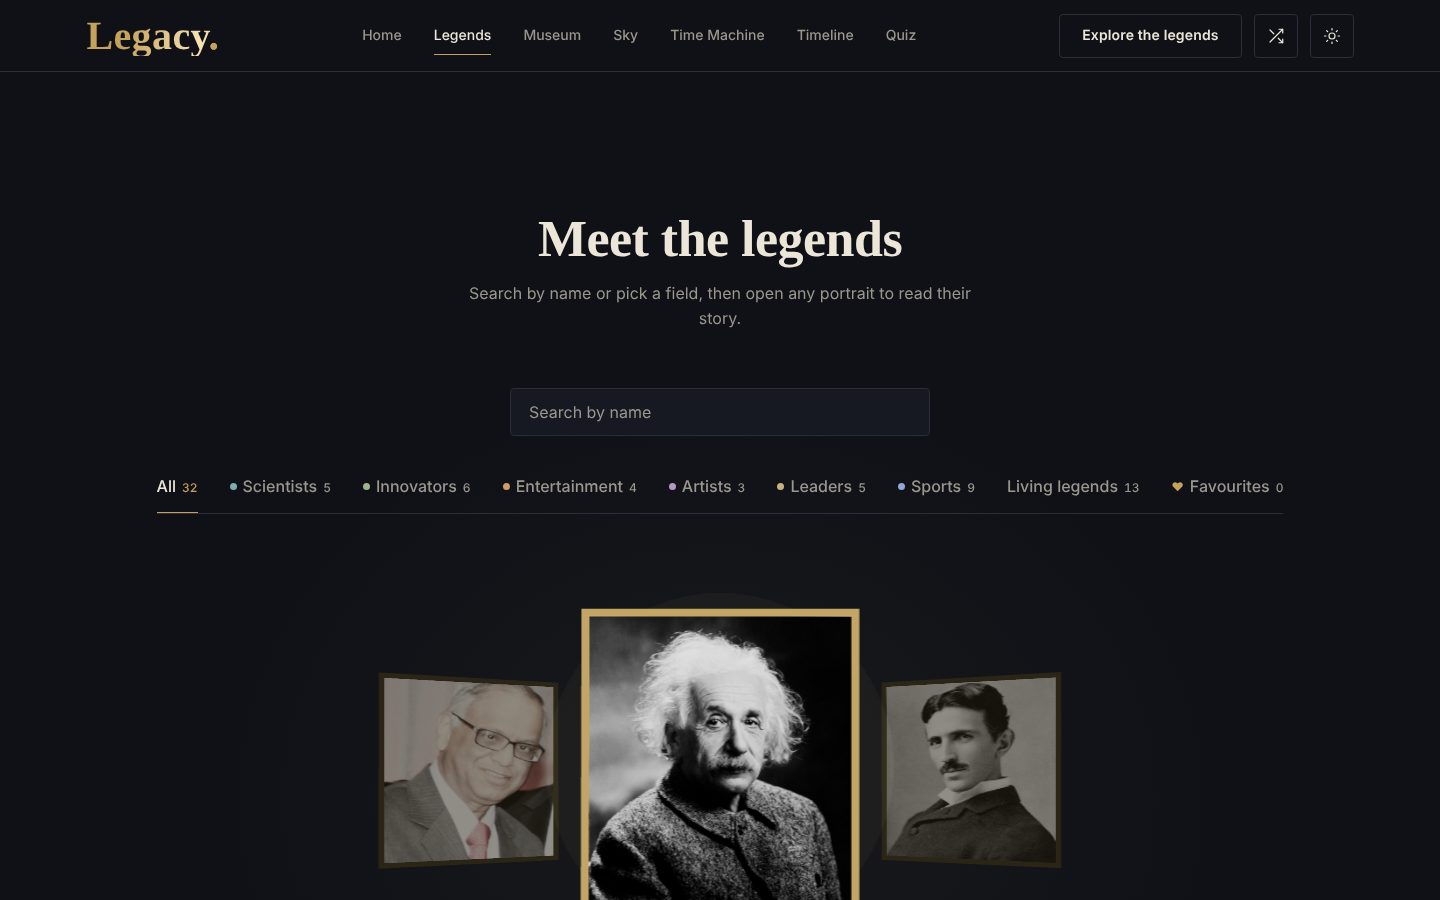 Legacy.
Home Legends Museum Sky Time Machine Timeline Quiz
Explore the legends
Meet the legends
Search by name or pick a field, then open any portrait to read their
story.
Search by name
All 32 Scientists 5 Innovators 6 Entertainment 4 Artists 3 Leaders 5 Sports 9 Living legends 13 Favourites 0